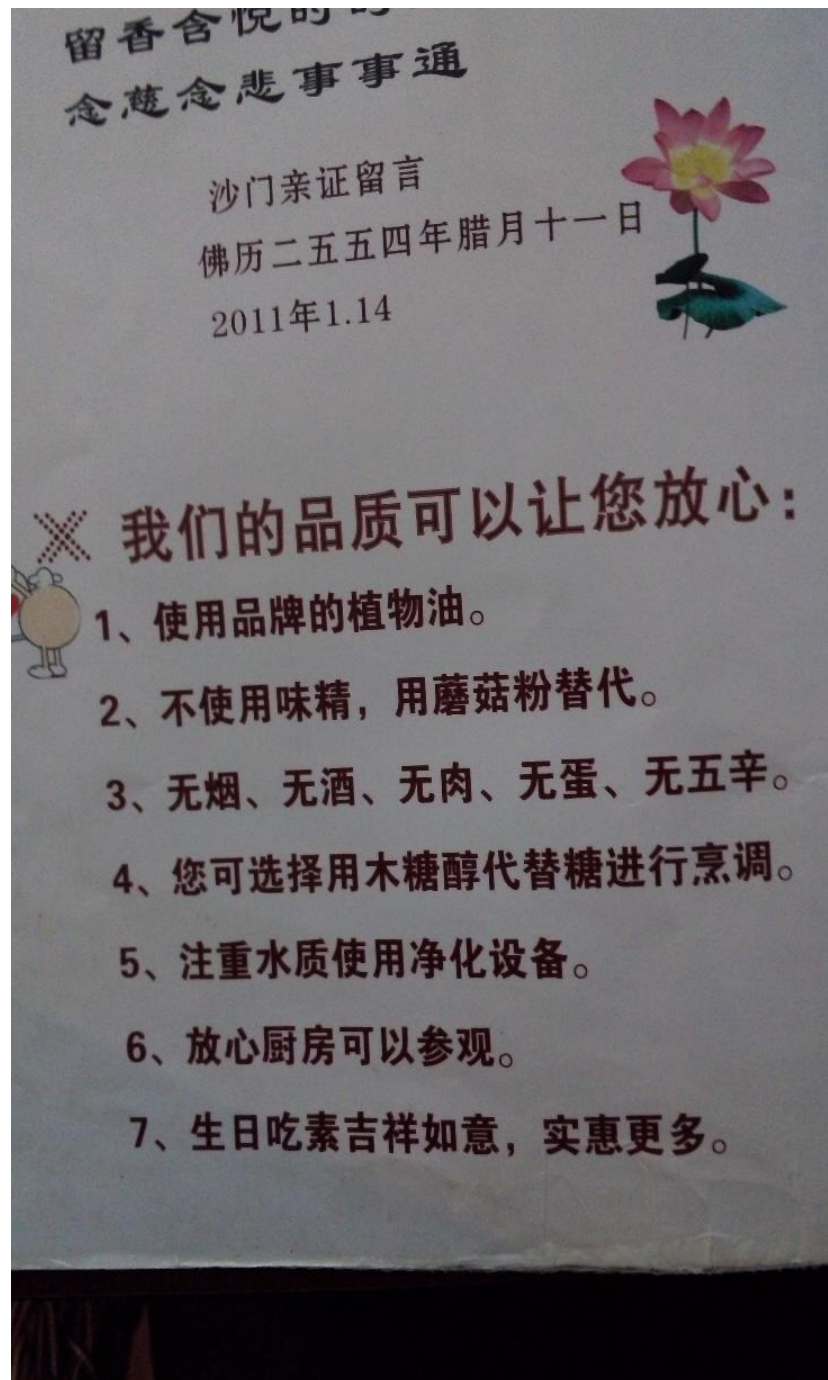 留香含悦时时
念慈念悲事事通
沙门亲证留言
佛历二五五四年腊月十一日
2011年1.14
我们的品质可以让您放心：
1、使用品牌的植物油。
2、不使用味精，用蘑菇粉替代。
3、无烟、无酒、无肉、无蛋、无五辛。
4、您可选择用木糖醇代替糖进行烹调。
5、注重水质使用净化设备。
6、放心厨房可以参观。
7、生日吃素吉祥如意，实惠更多。